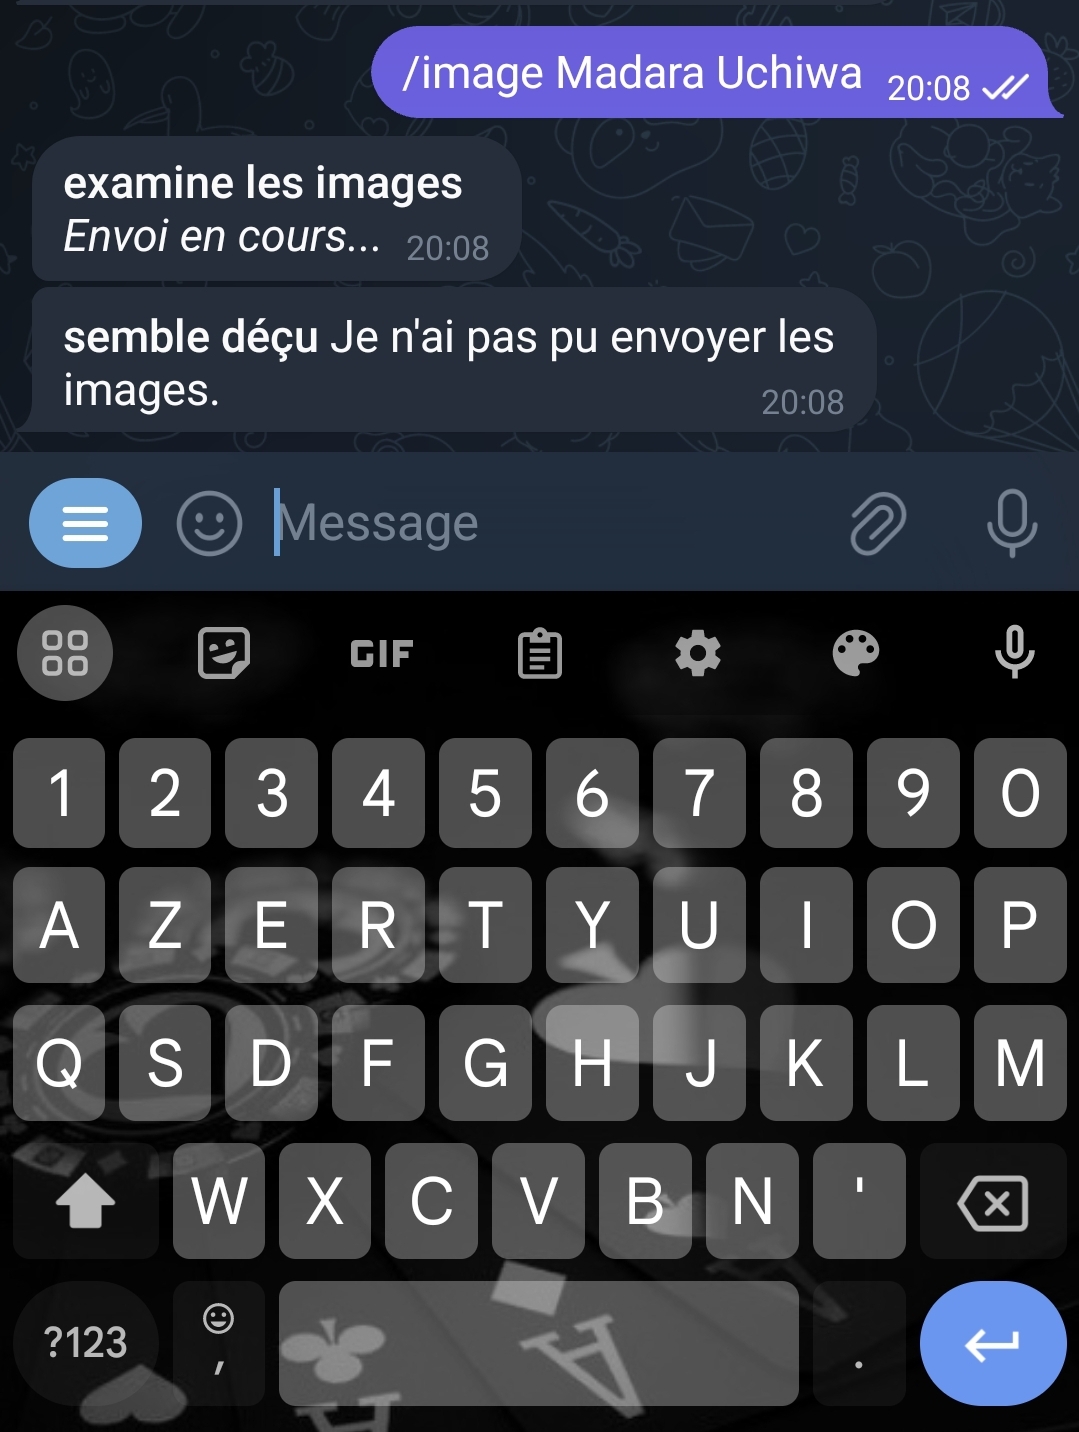 /image Madara Uchiwa 20:08
examine les images
Envoi en cours... 20:08
semble déçu Je n'ai pas pu envoyer les
images. 20:08
Message
GIF
1 2 3 4 5 6 7 8 9 0
A Z E R T Y U I O P
Q S D F G H J K L M
W X C V B N '
?123 , .